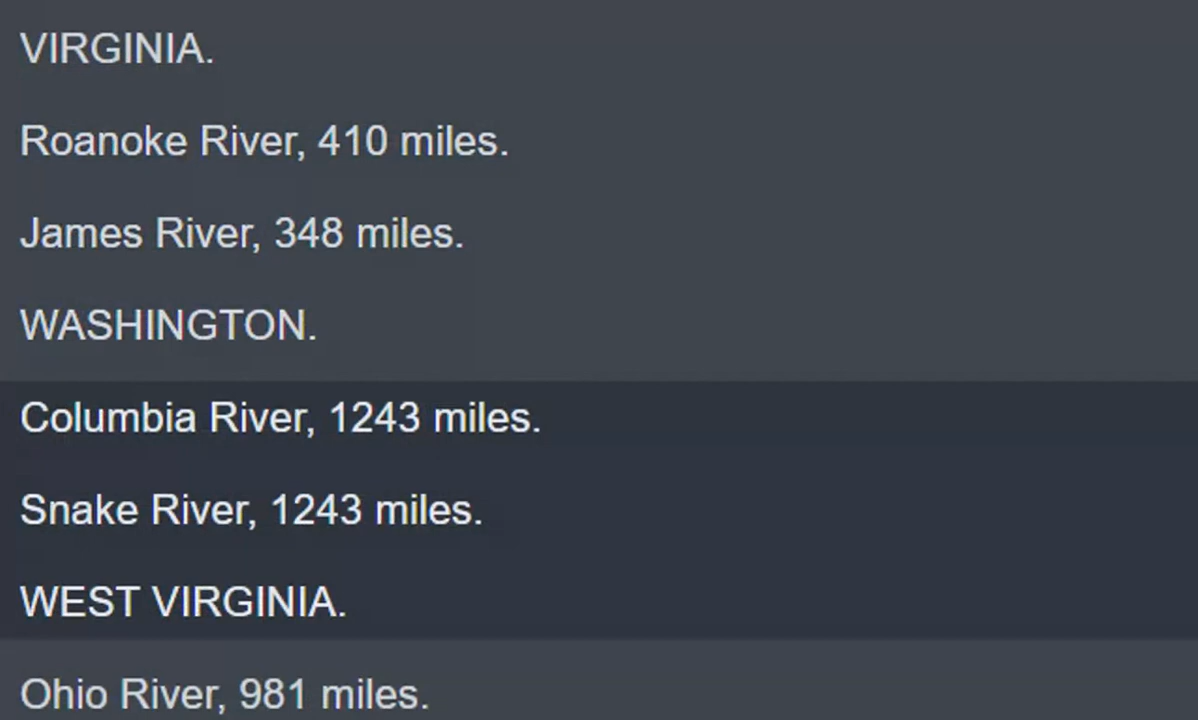 VIRGINIA.
Roanoke River, 410 miles.
James River, 348 miles.
WASHINGTON.
Columbia River, 1243 miles.
Snake River, 1243 miles.
WEST VIRGINIA.
Ohio River, 981 miles.